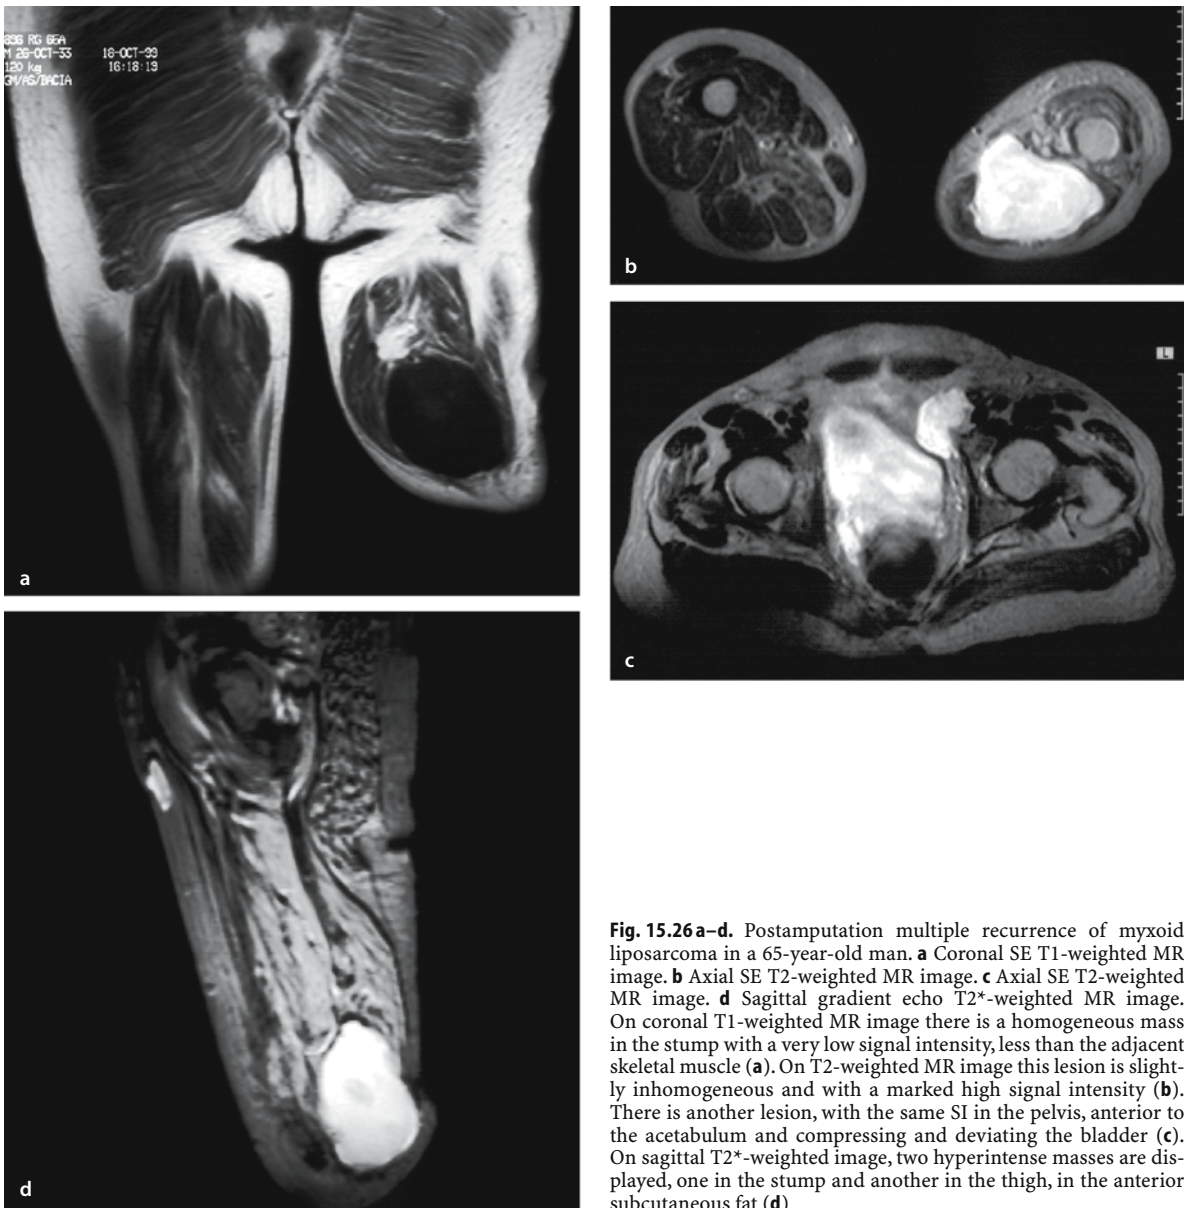 896 RG 66A
M 26-OCT-33 18-OCT-99
120 kg 16:18:19
GM/AS/BACIA
a
b
L
c
d
Fig. 15.26 a–d. Postamputation multiple recurrence of myxoid
liposarcoma in a 65-year-old man. a Coronal SE T1-weighted MR
image. b Axial SE T2-weighted MR image. c Axial SE T2-weighted
MR image. d Sagittal gradient echo T2*-weighted MR image.
On coronal T1-weighted MR image there is a homogeneous mass
in the stump with a very low signal intensity, less than the adjacent
skeletal muscle (a). On T2-weighted MR image this lesion is slight-
ly inhomogeneous and with a marked high signal intensity (b).
There is another lesion, with the same SI in the pelvis, anterior to
the acetabulum and compressing and deviating the bladder (c).
On sagittal T2*-weighted image, two hyperintense masses are dis-
played, one in the stump and another in the thigh, in the anterior
subcutaneous fat (d)